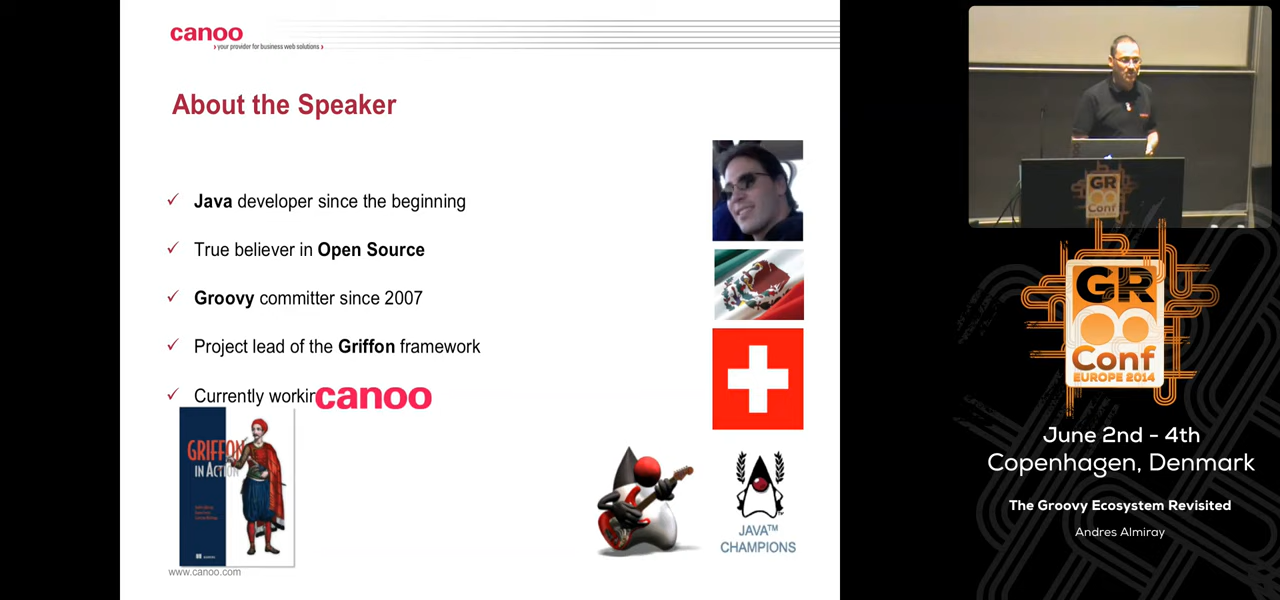 canoo
› your provider for business web solutions ›
About the Speaker
✓ Java developer since the beginning
✓ True believer in Open Source
✓ Groovy committer since 2007
✓ Project lead of the Griffon framework
✓ Currently workin canoo
GRIFFON
IN ACTION
www.canoo.com
JAVA™
CHAMPIONS
GR
Conf
GR
Conf
EUROPE 2014
June 2nd - 4th
Copenhagen, Denmark
The Groovy Ecosystem Revisited
Andres Almiray